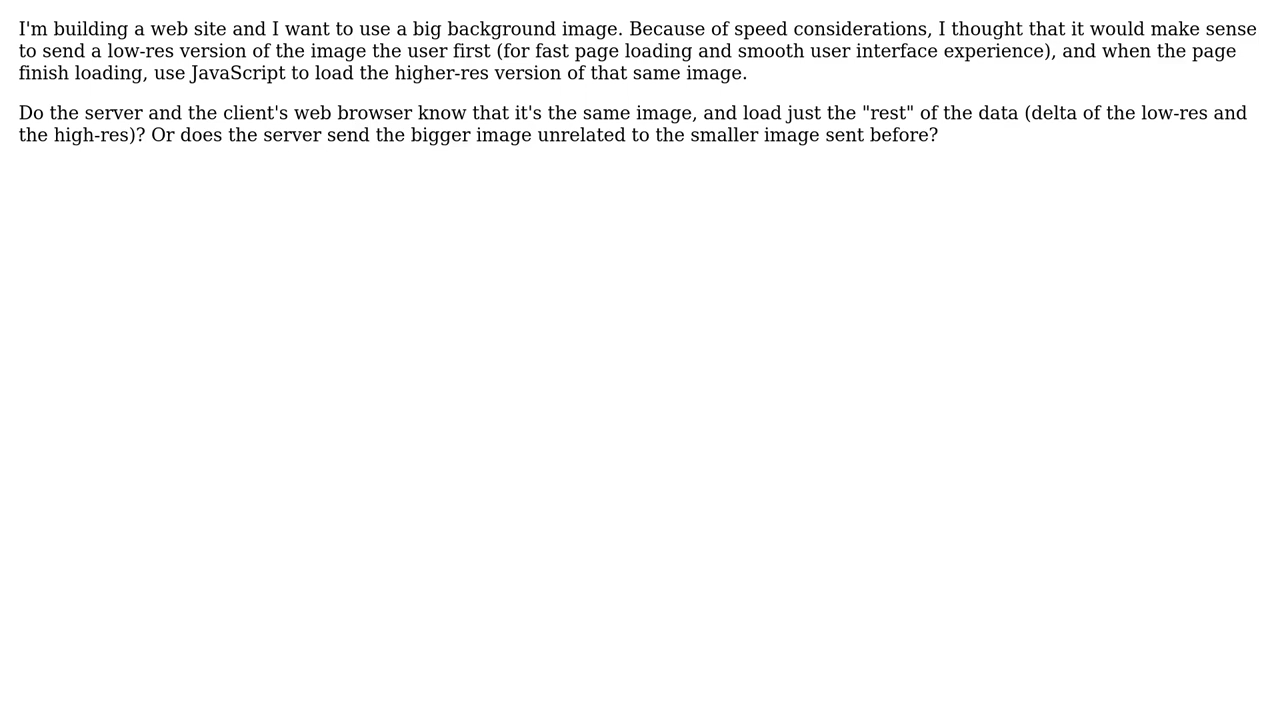 I'm building a web site and I want to use a big background image. Because of speed considerations, I thought that it would make sense
to send a low-res version of the image the user first (for fast page loading and smooth user interface experience), and when the page
finish loading, use JavaScript to load the higher-res version of that same image.
Do the server and the client's web browser know that it's the same image, and load just the "rest" of the data (delta of the low-res and
the high-res)? Or does the server send the bigger image unrelated to the smaller image sent before?